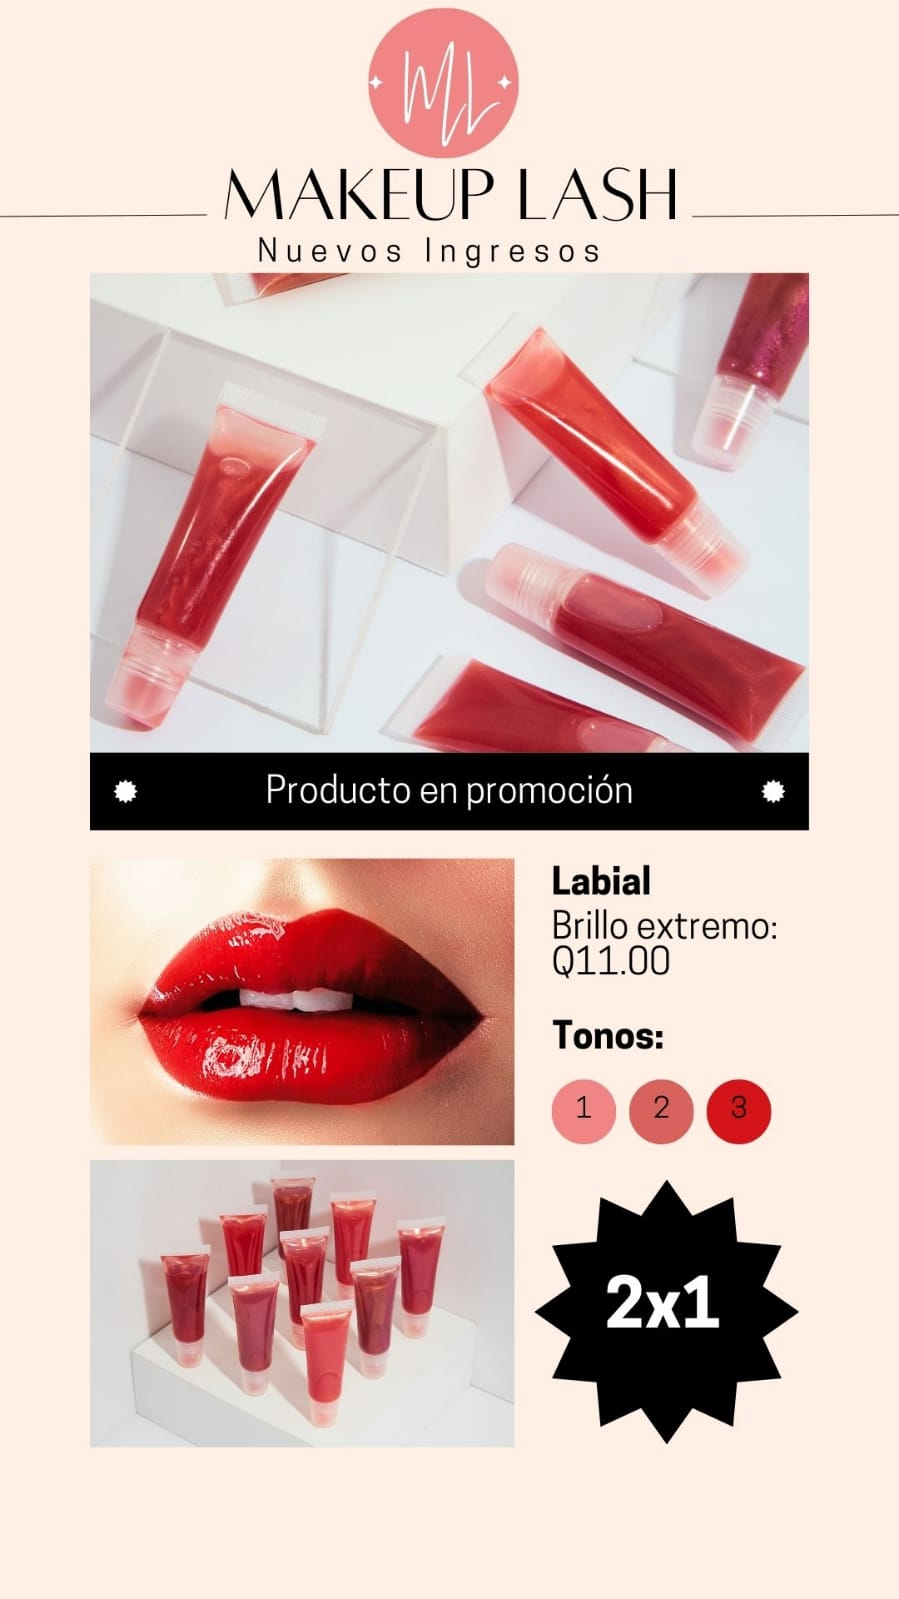 ML
MAKEUP LASH
Nuevos Ingresos
Producto en promoción
Labial
Brillo extremo:
Q11.00
Tonos:
1 2 3
2x1